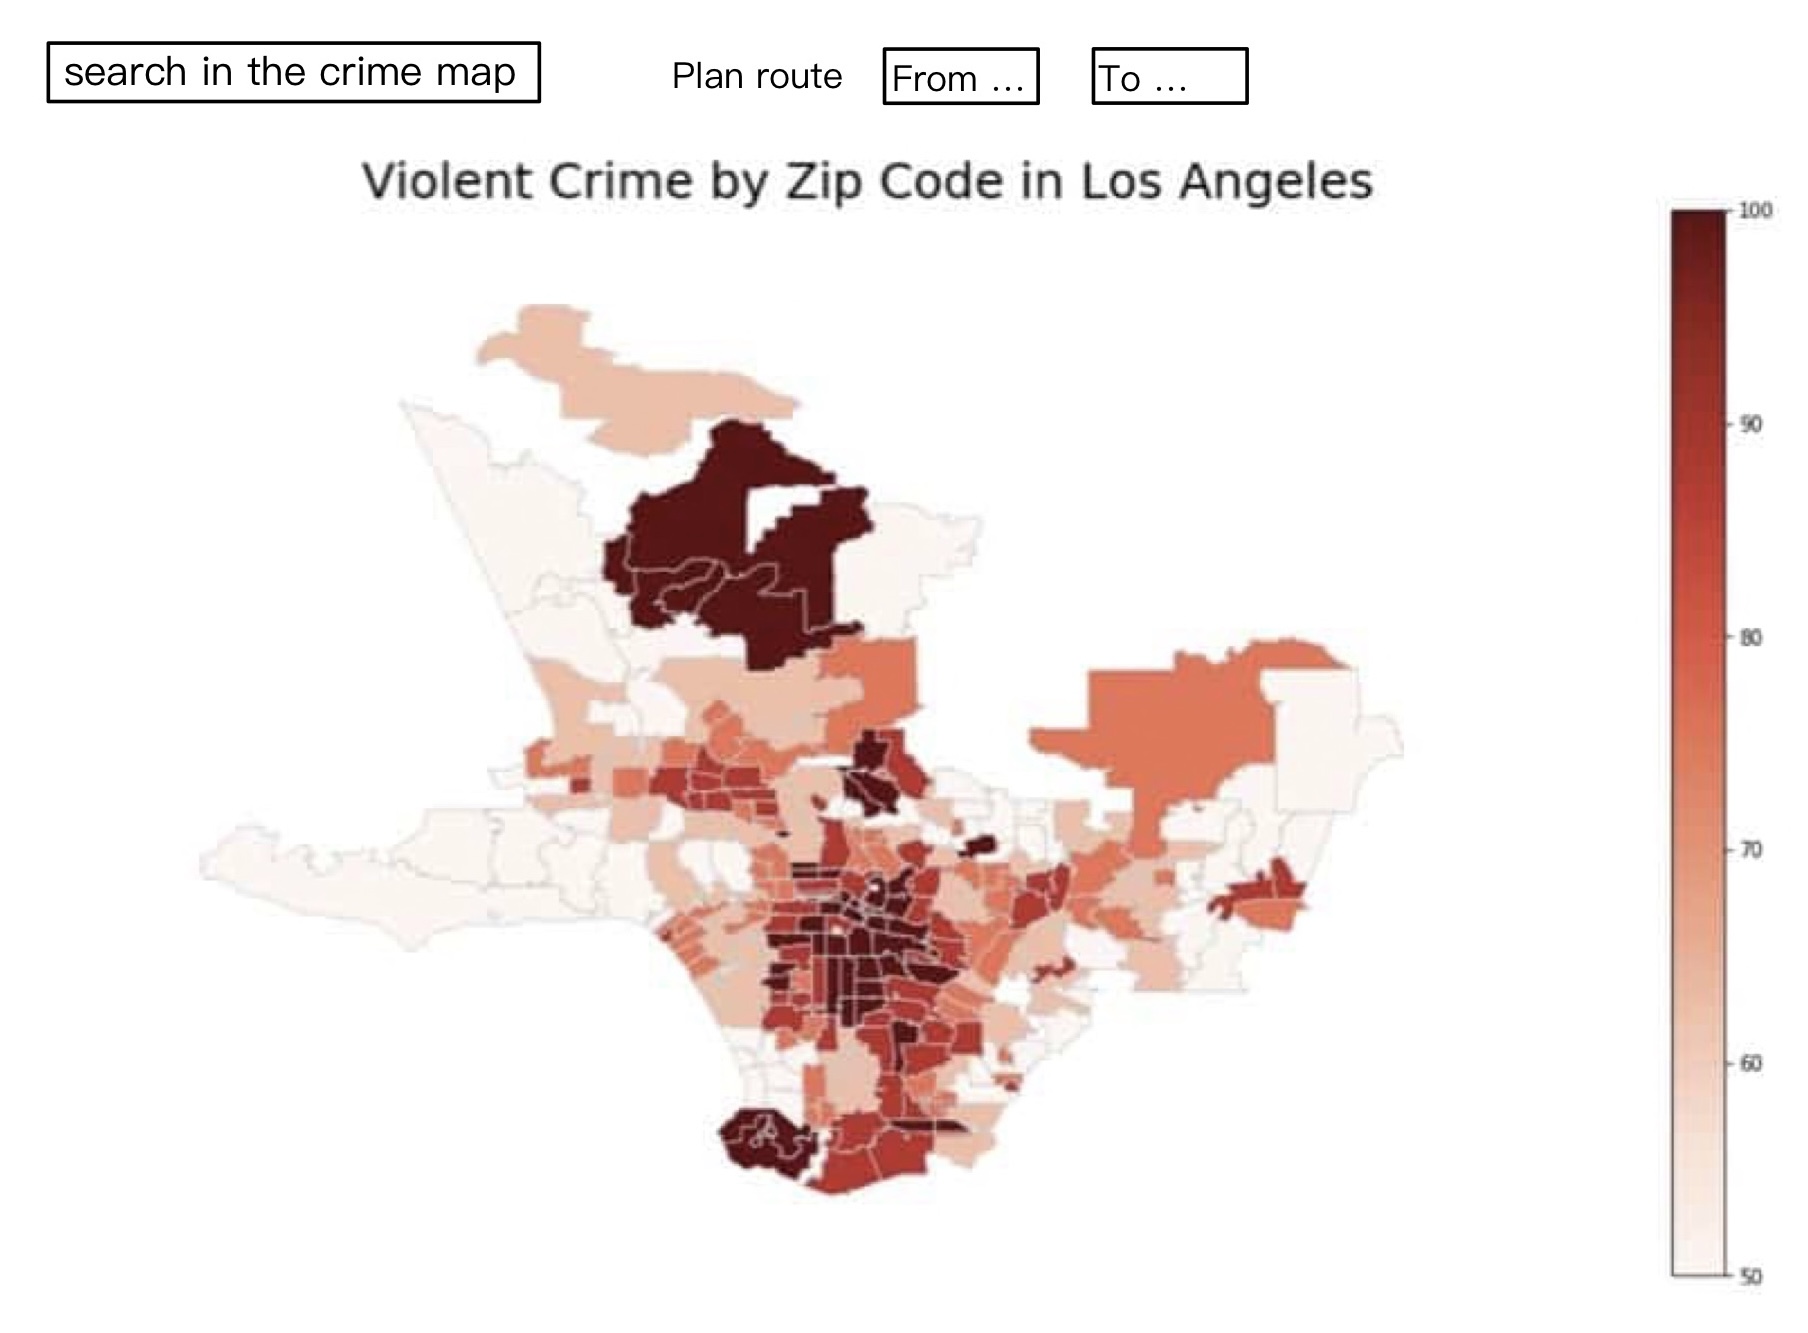 search in the crime map
Plan route From ... To ...
Violent Crime by Zip Code in Los Angeles
100
90
80
70
60
50